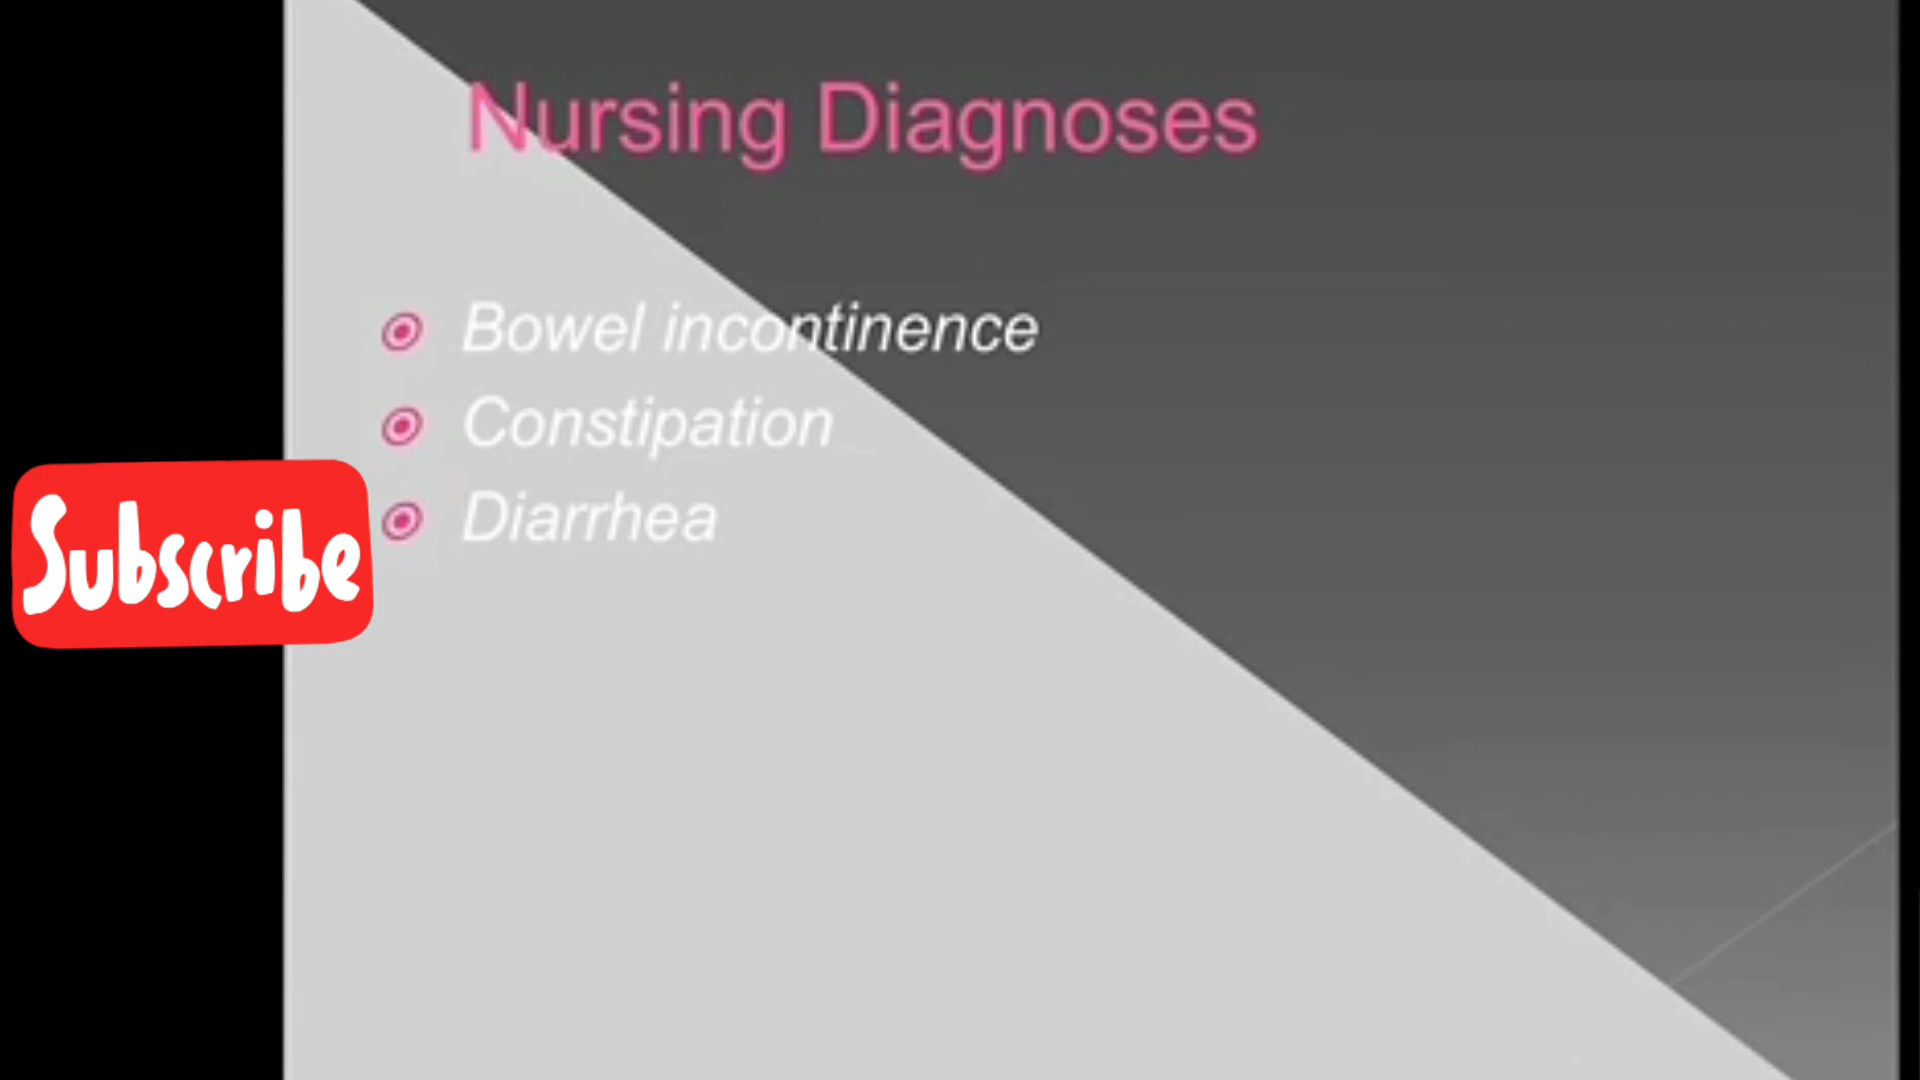 Nursing Diagnoses
Bowel incontinence
Constipation
Diarrhea
Subscribe